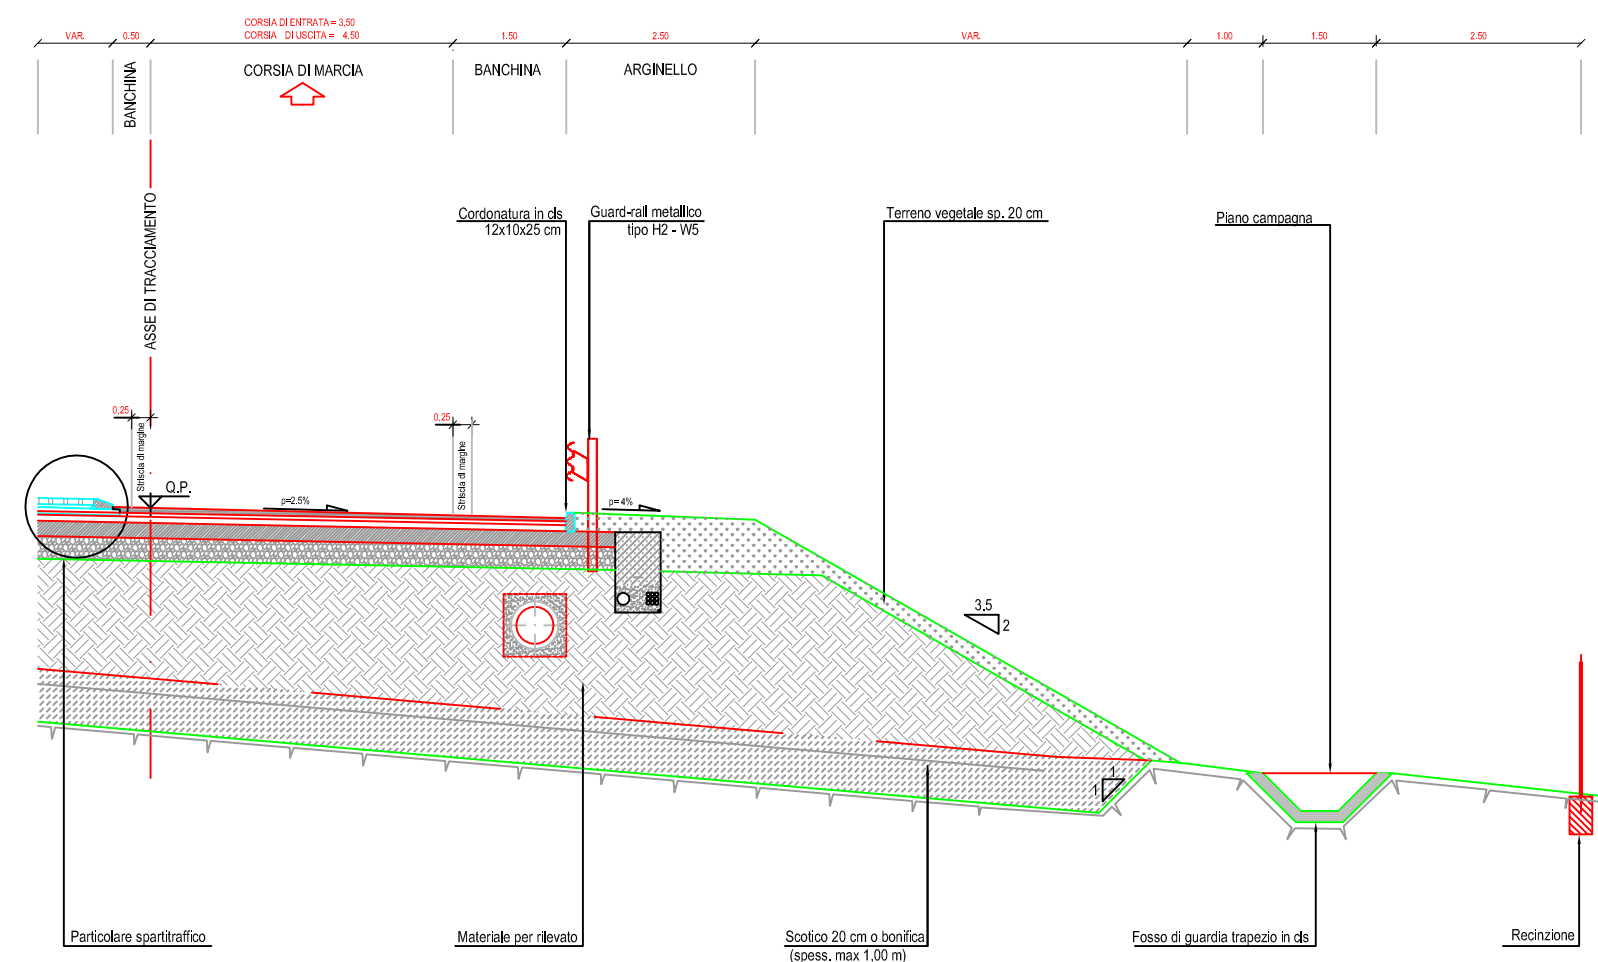 CORSIA DI ENTRATA = 3,50
VAR. 0.50 CORSIA DI USCITA = 4,50 1.50 2.50 VAR. 1.00 1.50 2.50
BANCHINA
CORSIA DI MARCIA
BANCHINA
ARGINELLO
ASSE DI TRACCIAMENTO
Cordonatura in cls
12x10x25 cm
Guard-rail metallico
tipo H2 - W5
Terreno vegetale sp. 20 cm
Piano campagna
0.25
Striscia di margine
Q.P.
p=2.5%
0.25
Striscia di margine
p=4%
3.5
2
1
1
Particolare spartitraffico
Materiale per rilevato
Scotico 20 cm o bonifica
(spess. max 1,00 m)
Fosso di guardia trapezio in cls
Recinzione